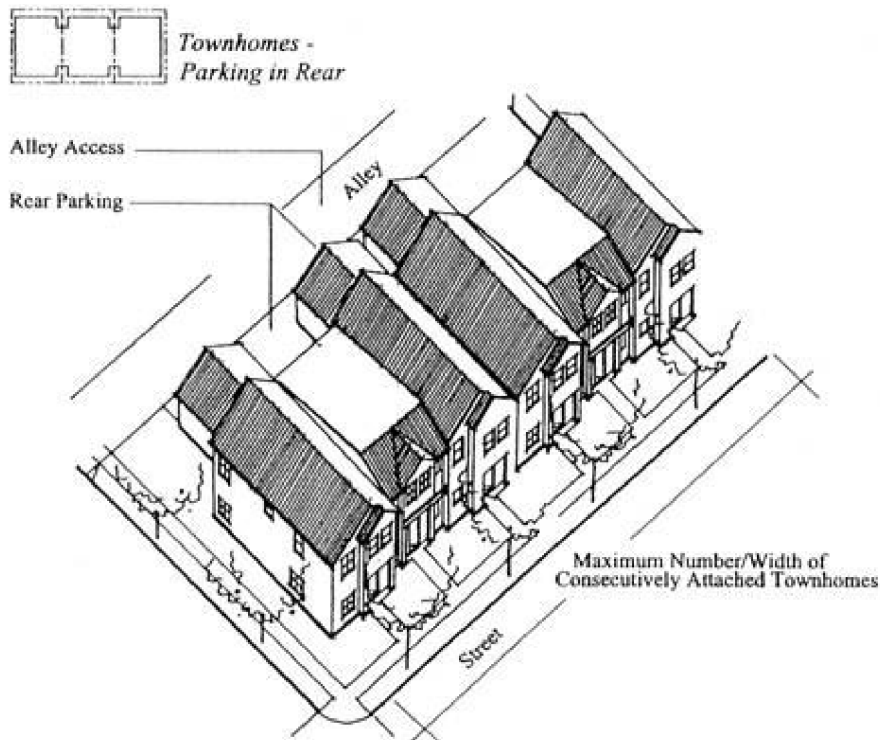 Townhomes -
Parking in Rear
Alley Access
Alley
Rear Parking
Maximum Number/Width of
Consecutively Attached Townhomes
Street